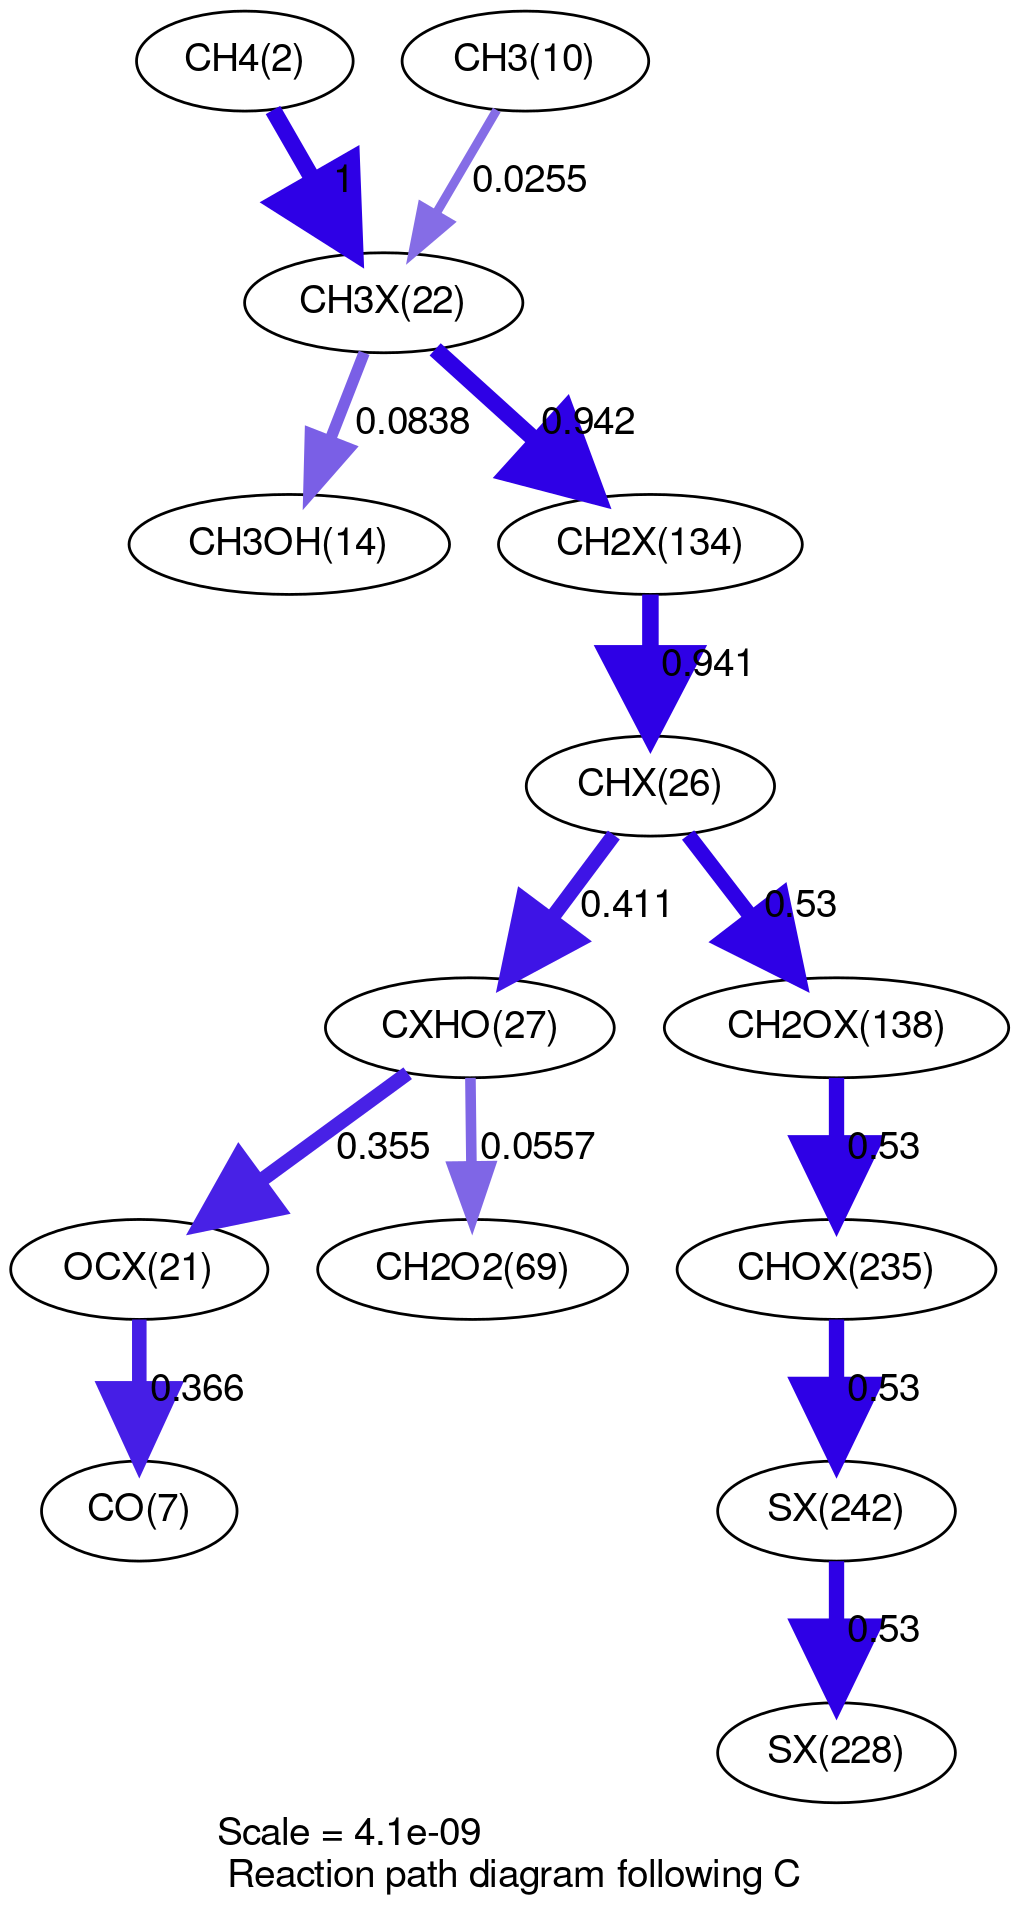 CH4(2)
CH3(10)
1
0.0255
CH3X(22)
0.0838
0.942
CH3OH(14)
CH2X(134)
0.941
CHX(26)
0.411
0.53
CXHO(27)
CH2OX(138)
0.355
0.0557
0.53
OCX(21)
CH2O2(69)
CHOX(235)
0.366
0.53
CO(7)
SX(242)
0.53
SX(228)
Scale = 4.1e-09
Reaction path diagram following C